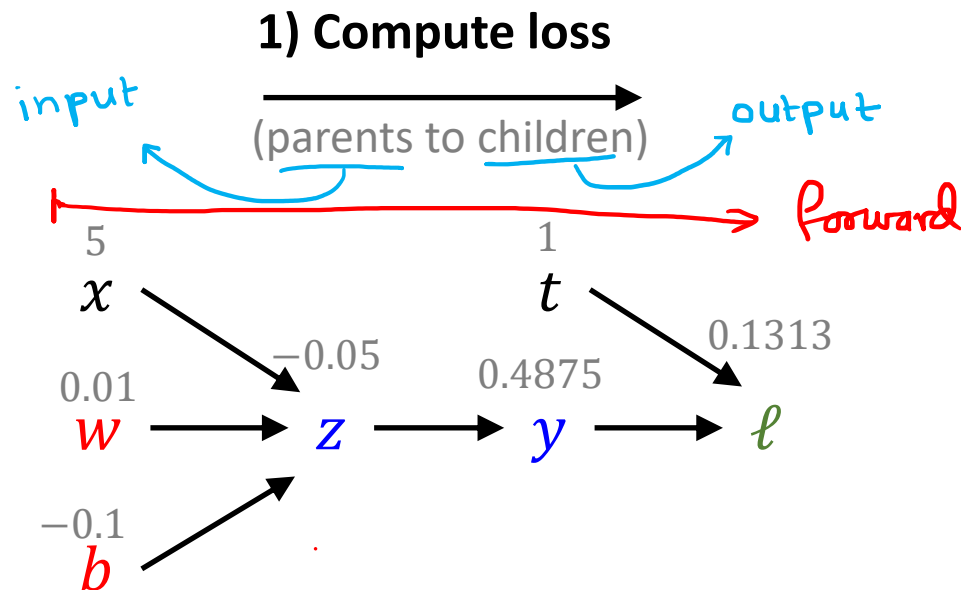 1) Compute loss
input
output
(parents to children)
forward
5
1
x
t
0.1313
−0.05
0.01
0.4875
w
z
y
ℓ
−0.1
b